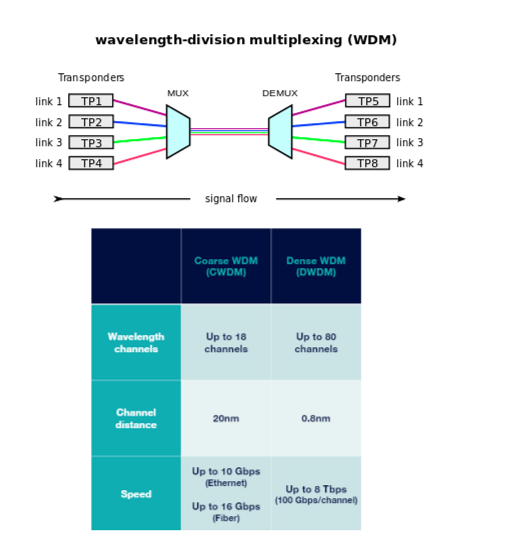 wavelength-division multiplexing (WDM)
Transponders
Transponders
MUX
DEMUX
link 1 TP1
TP5 link 1
link 2 TP2
TP6 link 2
link 3 TP3
TP7 link 3
link 4 TP4
TP8 link 4
signal flow
Coarse WDM
(CWDM)
Dense WDM
(DWDM)
Wavelength
channels
Up to 18
channels
Up to 80
channels
Channel
distance
20nm
0.8nm
Speed
Up to 10 Gbps
(Ethernet)
Up to 16 Gbps
(Fiber)
Up to 8 Tbps
(100 Gbps/channel)